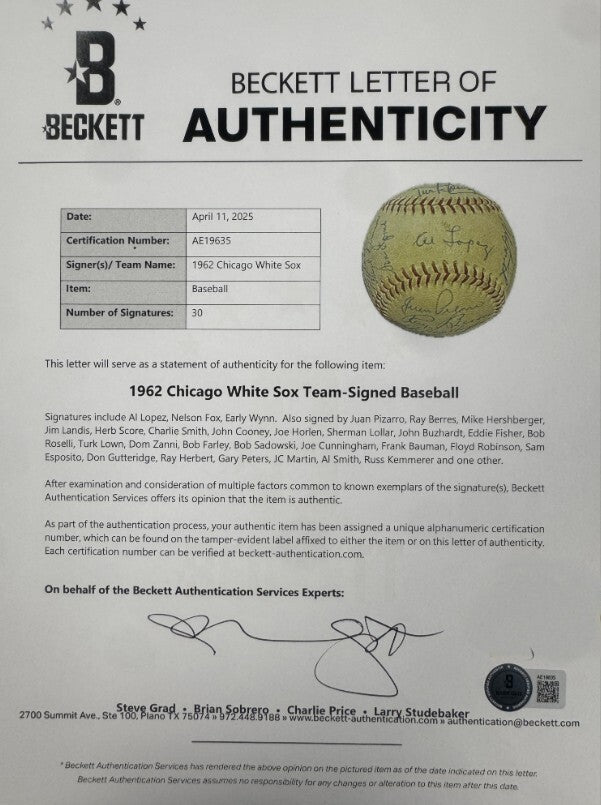 BECKETT
BECKETT LETTER OF
AUTHENTICITY
Date: April 11, 2025
Certification Number: AE19635
Signer(s)/ Team Name: 1962 Chicago White Sox
Item: Baseball
Number of Signatures: 30
Al Lopez
This letter will serve as a statement of authenticity for the following item:
1962 Chicago White Sox Team-Signed Baseball
Signatures include Al Lopez, Nelson Fox, Early Wynn. Also signed by Juan Pizarro, Ray Berres, Mike Hershberger,
Jim Landis, Herb Score, Charlie Smith, John Cooney, Joe Horlen, Sherman Lollar, John Buzhardt, Eddie Fisher, Bob
Roselli, Turk Lown, Dom Zanni, Bob Farley, Bob Sadowski, Joe Cunningham, Frank Bauman, Floyd Robinson, Sam
Esposito, Don Gutteridge, Ray Herbert, Gary Peters, JC Martin, Al Smith, Russ Kemmerer and one other.
After examination and consideration of multiple factors common to known exemplars of the signature(s), Beckett
Authentication Services offers its opinion that the item is authentic.
As part of the authentication process, your authentic item has been assigned a unique alphanumeric certification
number, which can be found on the tamper-evident label affixed to either the item or on this letter of authenticity.
Each certification number can be verified at beckett-authentication.com.
On behalf of the Beckett Authentication Services Experts:
AE19635
Steve Grad • Brian Sobrero • Charlie Price • Larry Studebaker
2700 Summit Ave., Ste 100, Plano TX 75074 » 972.448.9188 » www.beckett-authentication.com » authentication@beckett.com
* Beckett Authentication Services has rendered the above opinion on the pictured item as of the date indicated on this letter.
Beckett Authentication Services assumes no responsibility for any changes or alteration to this item after this date.